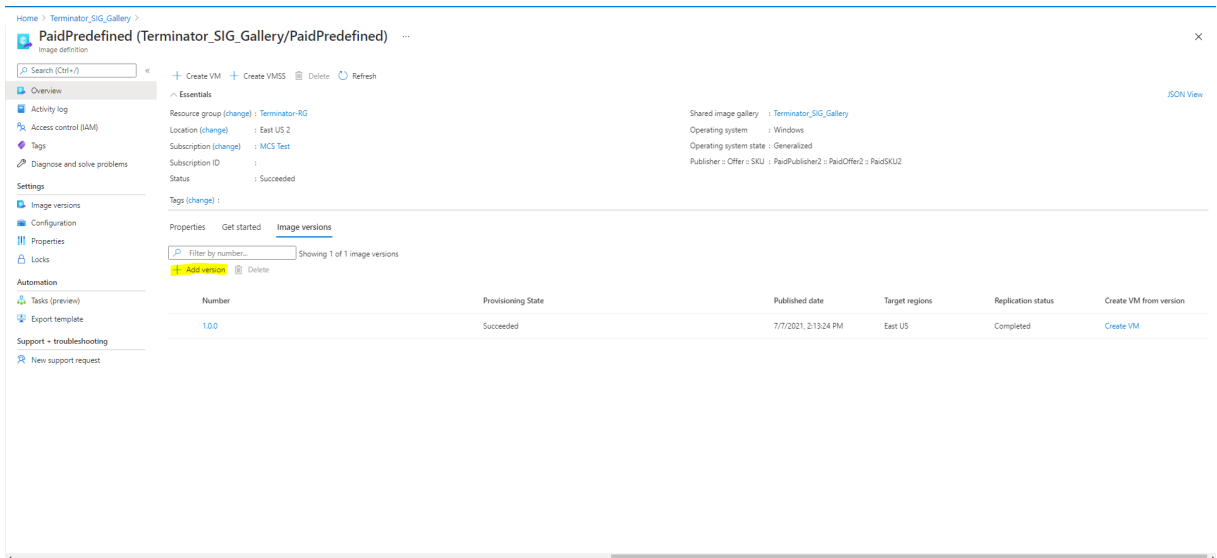 Home > Terminator_SIG_Gallery >
PaidPredefined (Terminator_SIG_Gallery/PaidPredefined) ...
Image definition
Search (Ctrl+/) «
Overview
Activity log
Access control (IAM)
Tags
Diagnose and solve problems
Settings
Image versions
Configuration
Properties
Locks
Automation
Tasks (preview)
Export template
Support + troubleshooting
New support request
Create VM Create VMSS Delete Refresh
Essentials JSON View
Resource group (change) : Terminator-RG
Location (change) : East US 2
Subscription (change) : MCS Test
Subscription ID :
Status : Succeeded
Shared image gallery : Terminator_SIG_Gallery
Operating system : Windows
Operating system state : Generalized
Publisher :: Offer :: SKU : PaidPublisher2 :: PaidOffer2 :: PaidSKU2
Tags (change) :
Properties Get started Image versions
Filter by number... Showing 1 of 1 image versions
Add version Delete
Number Provisioning State Published date Target regions Replication status Create VM from version
1.0.0 Succeeded 7/7/2021, 2:13:24 PM East US Completed Create VM